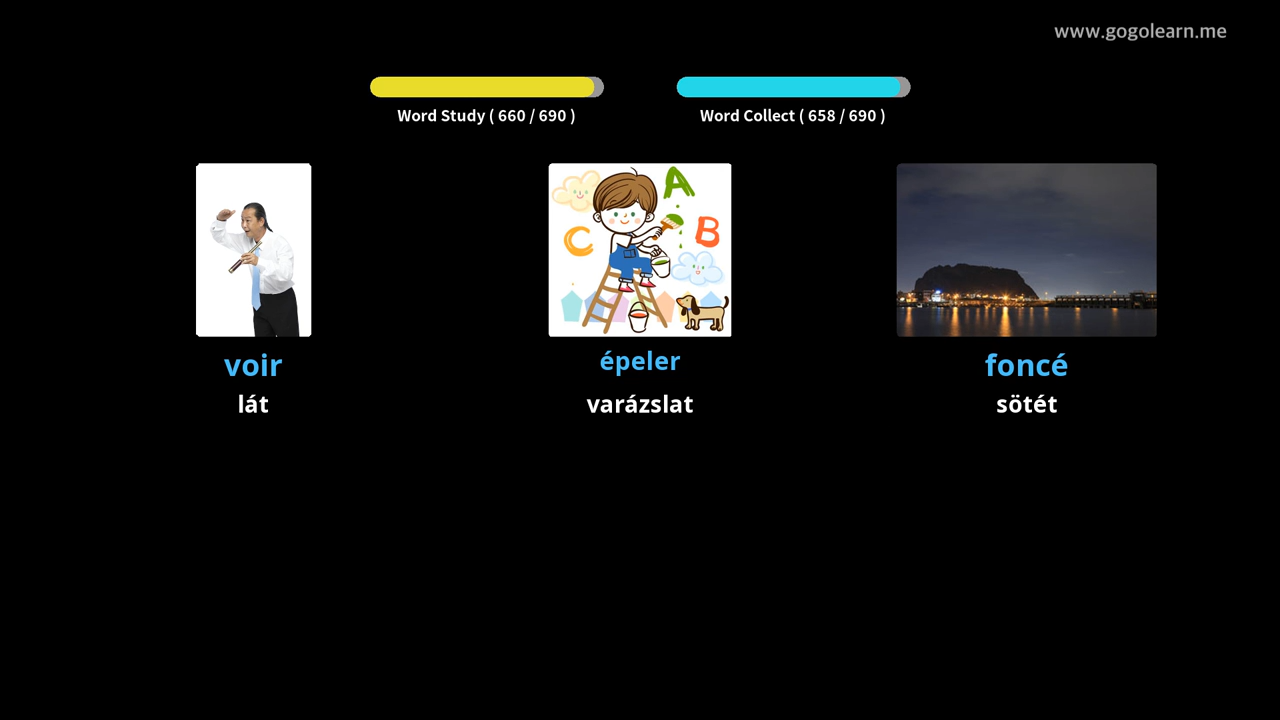 www.gogolearn.me
Word Study ( 660 / 690 )
Word Collect ( 658 / 690 )
voir
épeler
foncé
lát
varázslat
sötét
A
B
C